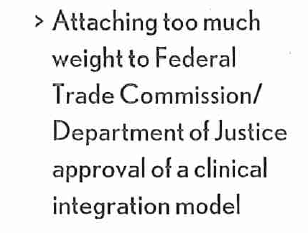 > Attaching too much
weight to Federal
Trade Commission/
Department of Justice
approval of a clinical
integration model